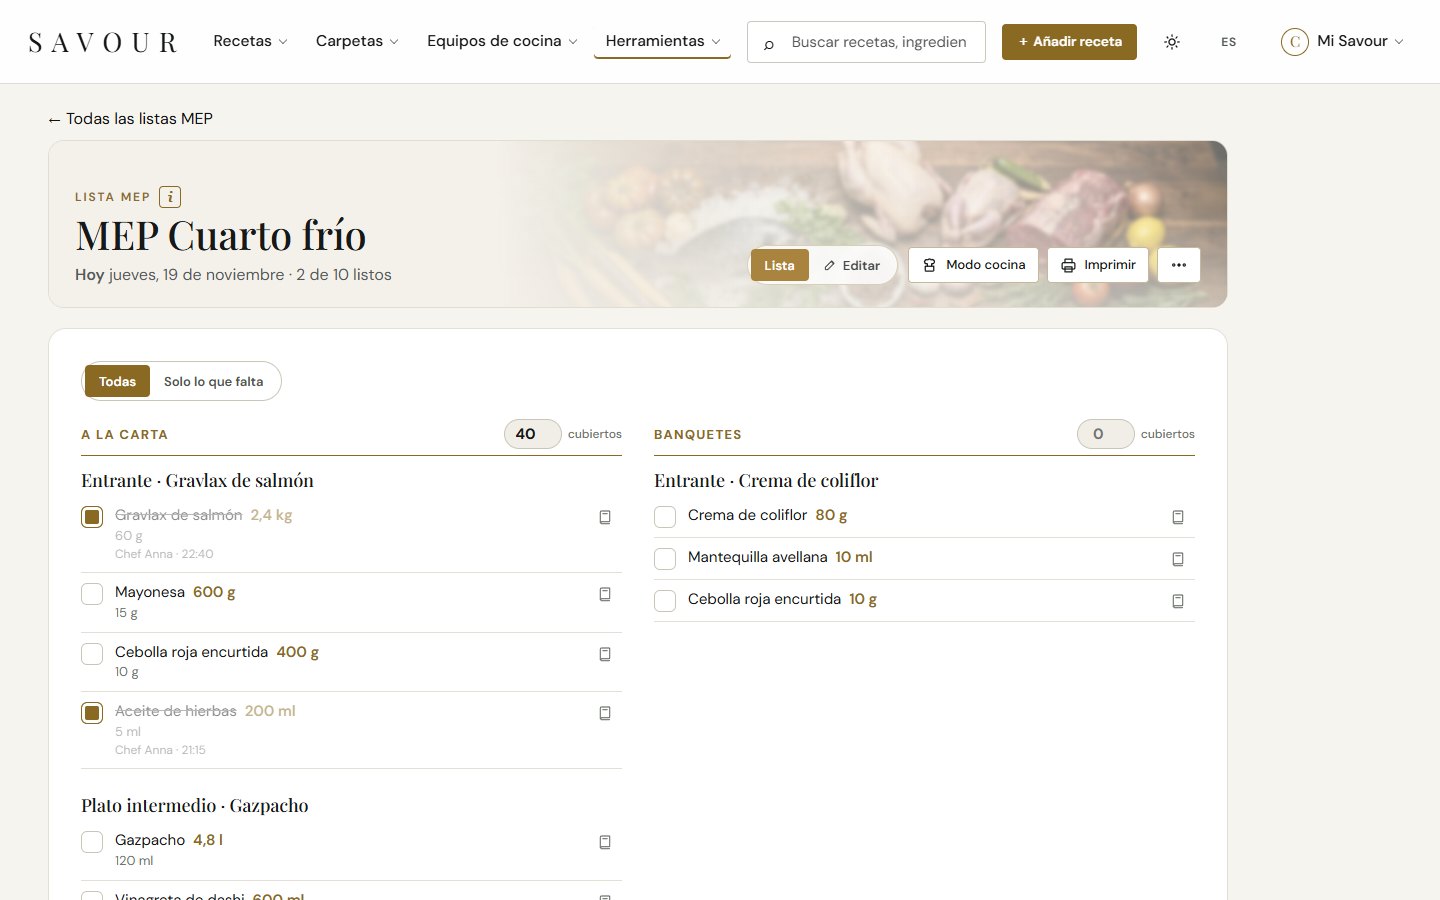 SAVOUR
Recetas
Carpetas
Equipos de cocina
Herramientas
Buscar recetas, ingredien
+ Añadir receta
ES
C
Mi Savour
← Todas las listas MEP
LISTA MEP i
MEP Cuarto frío
Hoy jueves, 19 de noviembre · 2 de 10 listos
Lista
Editar
Modo cocina
Imprimir
Todas
Solo lo que falta
A LA CARTA
40 cubiertos
Entrante · Gravlax de salmón
Gravlax de salmón 2,4 kg
60 g
Chef Anna · 22:40
Mayonesa 600 g
15 g
Cebolla roja encurtida 400 g
10 g
Aceite de hierbas 200 ml
5 ml
Chef Anna · 21:15
Plato intermedio · Gazpacho
Gazpacho 4,8 l
120 ml
Vinagreta de dashi 600 ml
BANQUETES
0 cubiertos
Entrante · Crema de coliflor
Crema de coliflor 80 g
Mantequilla avellana 10 ml
Cebolla roja encurtida 10 g